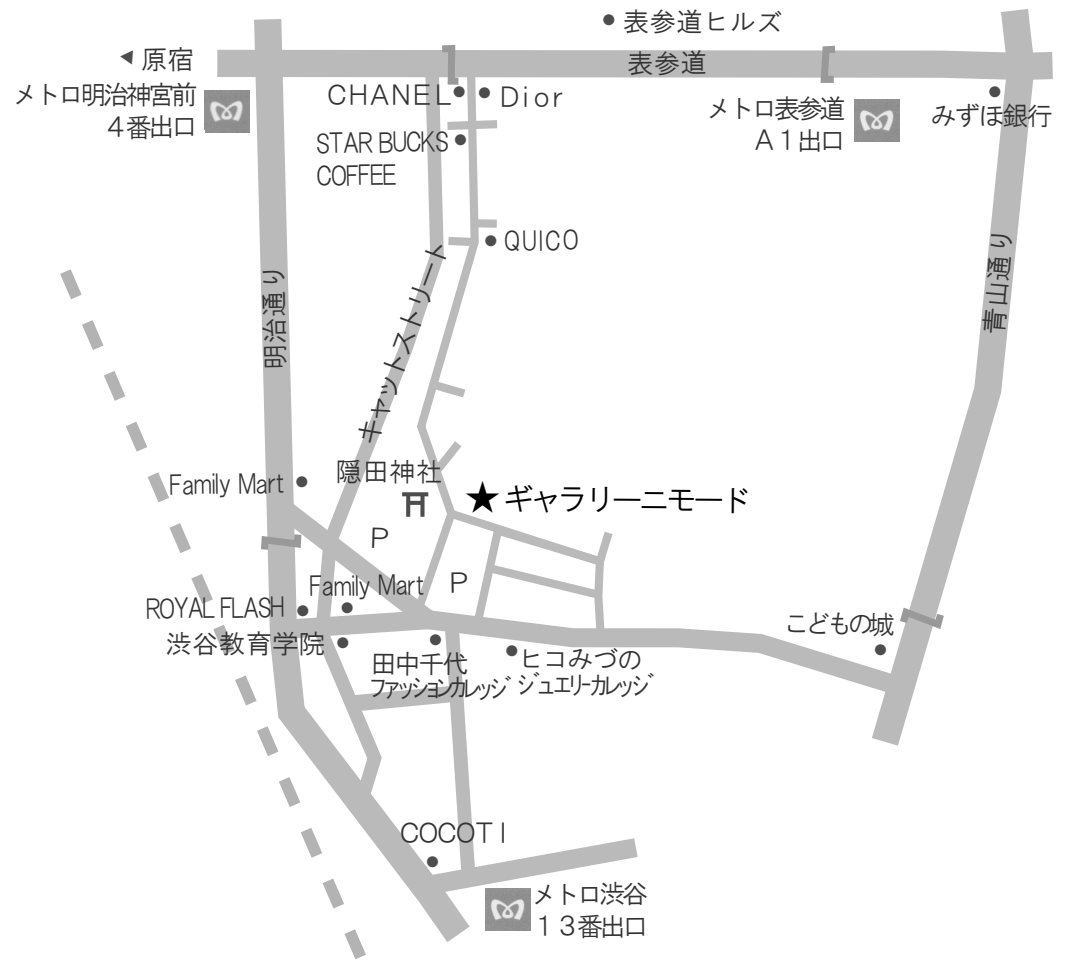 表参道ヒルズ
原宿
表参道
メトロ明治神宮前
４番出口
CHANEL
Dior
メトロ表参道
Ａ１出口
みずほ銀行
STAR BUCKS
COFFEE
QUICO
明治通り
キャットストリート
青山通り
隠田神社
Family Mart
★ギャラリーニモード
P
P
Family Mart
ROYAL FLASH
渋谷教育学院
こどもの城
田中千代
ファッションカレッジ
ヒコみづの
ジュエリーカレッジ
COCOTI
メトロ渋谷
１３番出口